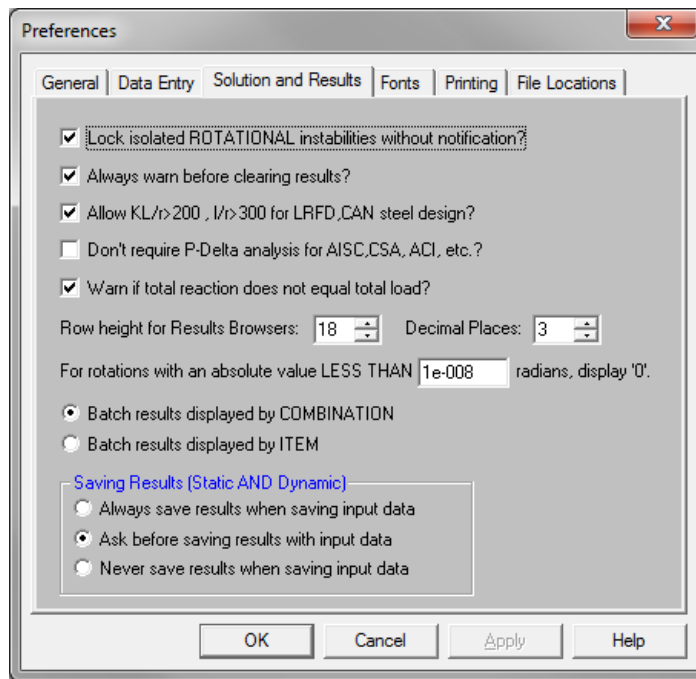 Preferences
General Data Entry Solution and Results Fonts Printing File Locations
Lock isolated ROTATIONAL instabilities without notification?
Always warn before clearing results?
Allow KL/r>200 , l/r>300 for LRFD,CAN steel design?
Don't require P-Delta analysis for AISC,CSA, ACI, etc.?
Warn if total reaction does not equal total load?
Row height for Results Browsers: 18 Decimal Places: 3
For rotations with an absolute value LESS THAN 1e-008 radians, display '0'.
Batch results displayed by COMBINATION
Batch results displayed by ITEM
Saving Results (Static AND Dynamic)
Always save results when saving input data
Ask before saving results with input data
Never save results when saving input data
OK Cancel Apply Help